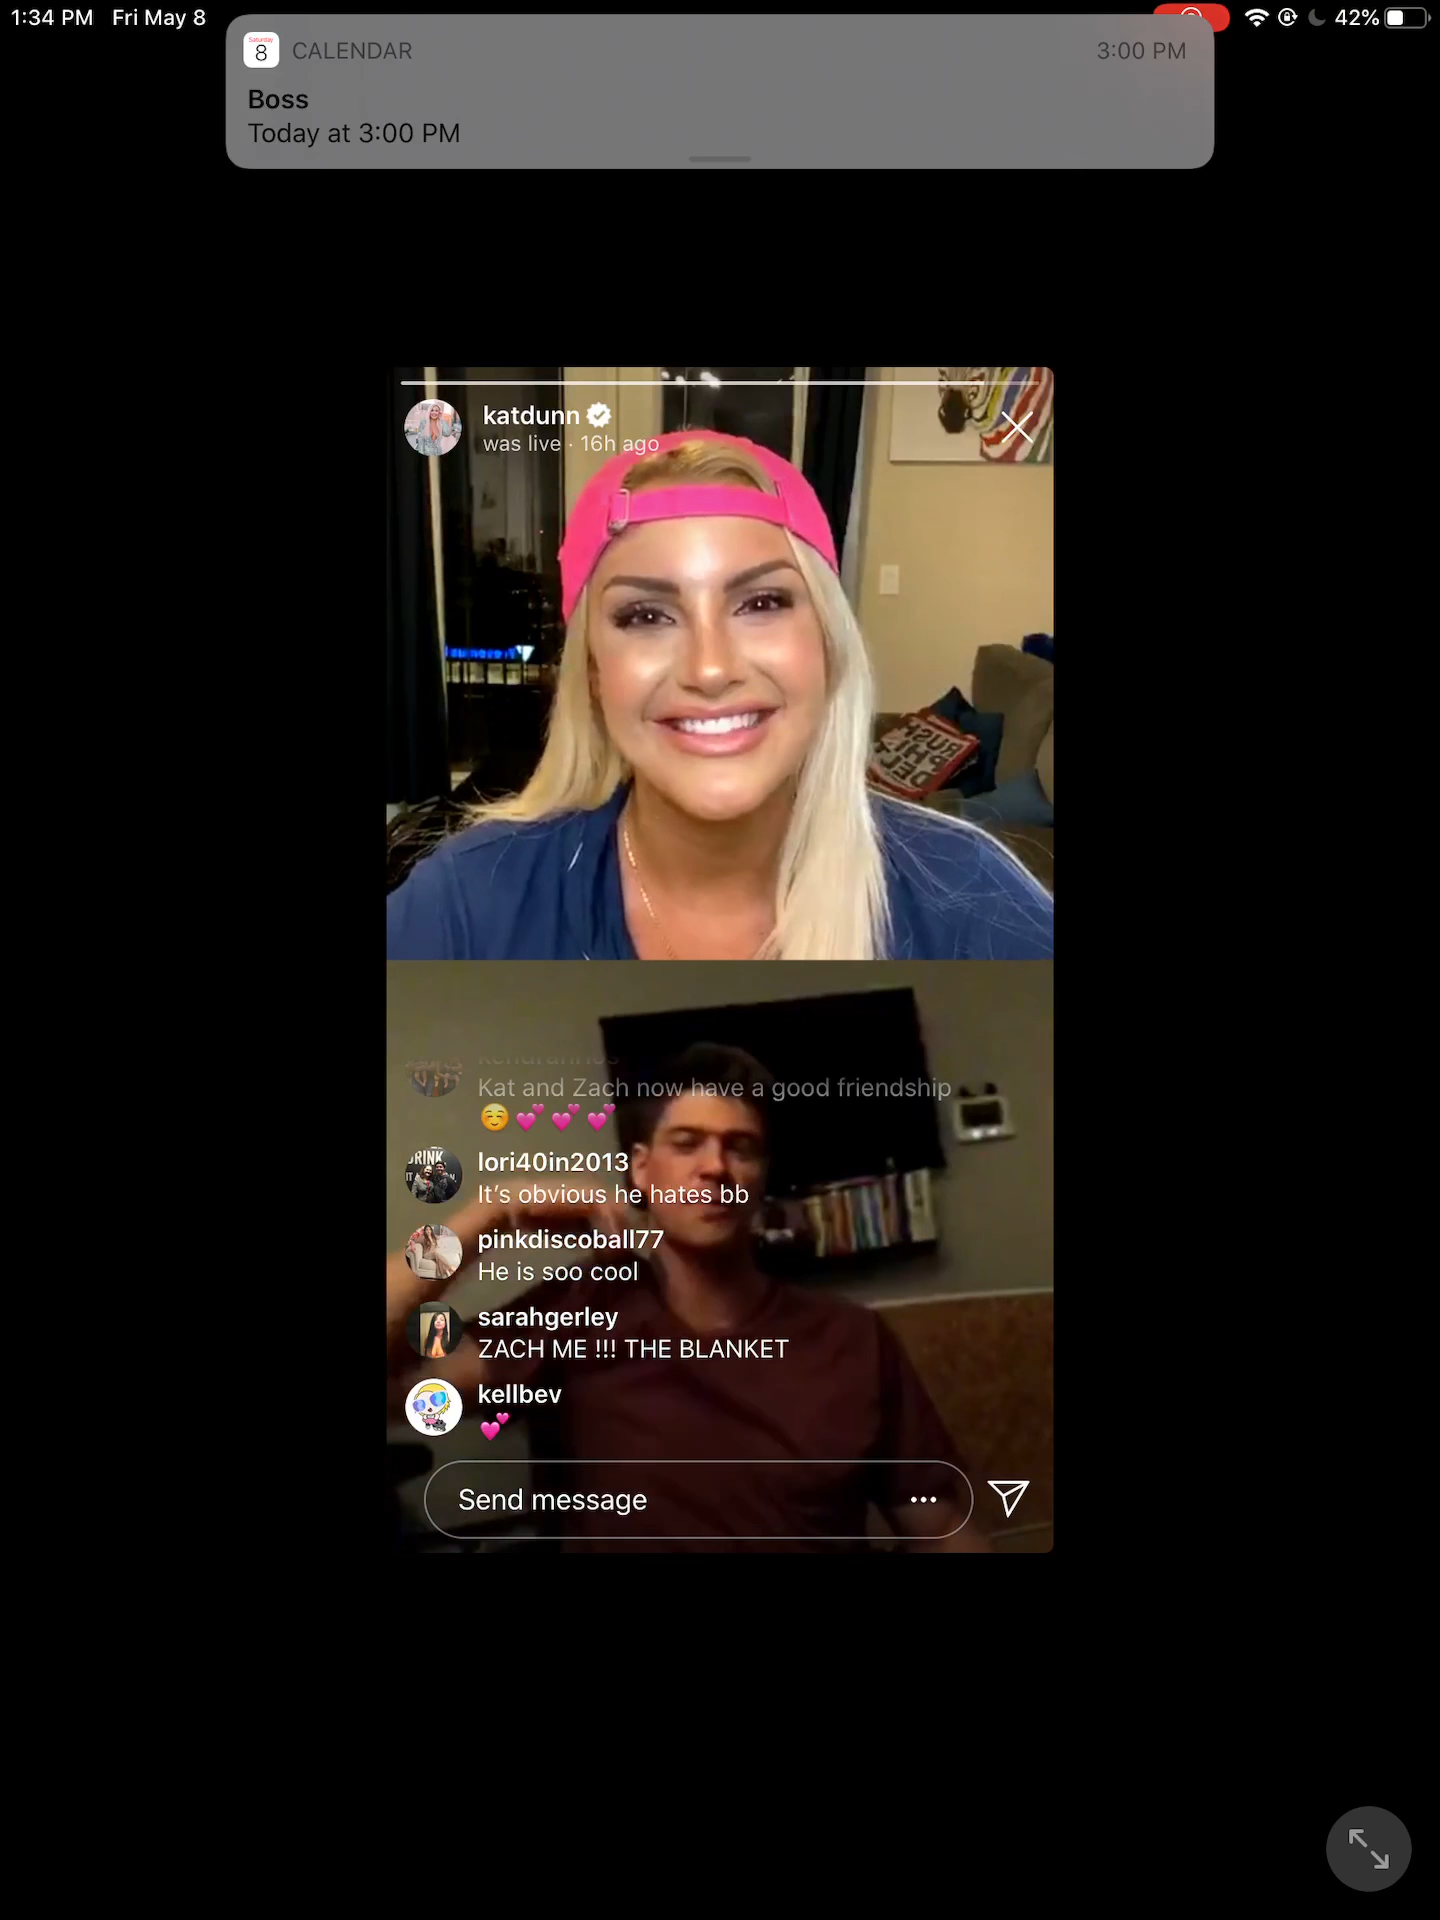 1:34 PM Fri May 8
42%
Saturday
8
CALENDAR
3:00 PM
Boss
Today at 3:00 PM
katdunn
was live · 16h ago
Kat and Zach now have a good friendship
☺️💕💕💕
lori40in2013
It’s obvious he hates bb
pinkdiscoball77
He is soo cool
sarahgerley
ZACH ME !!! THE BLANKET
kellbev
💕
Send message